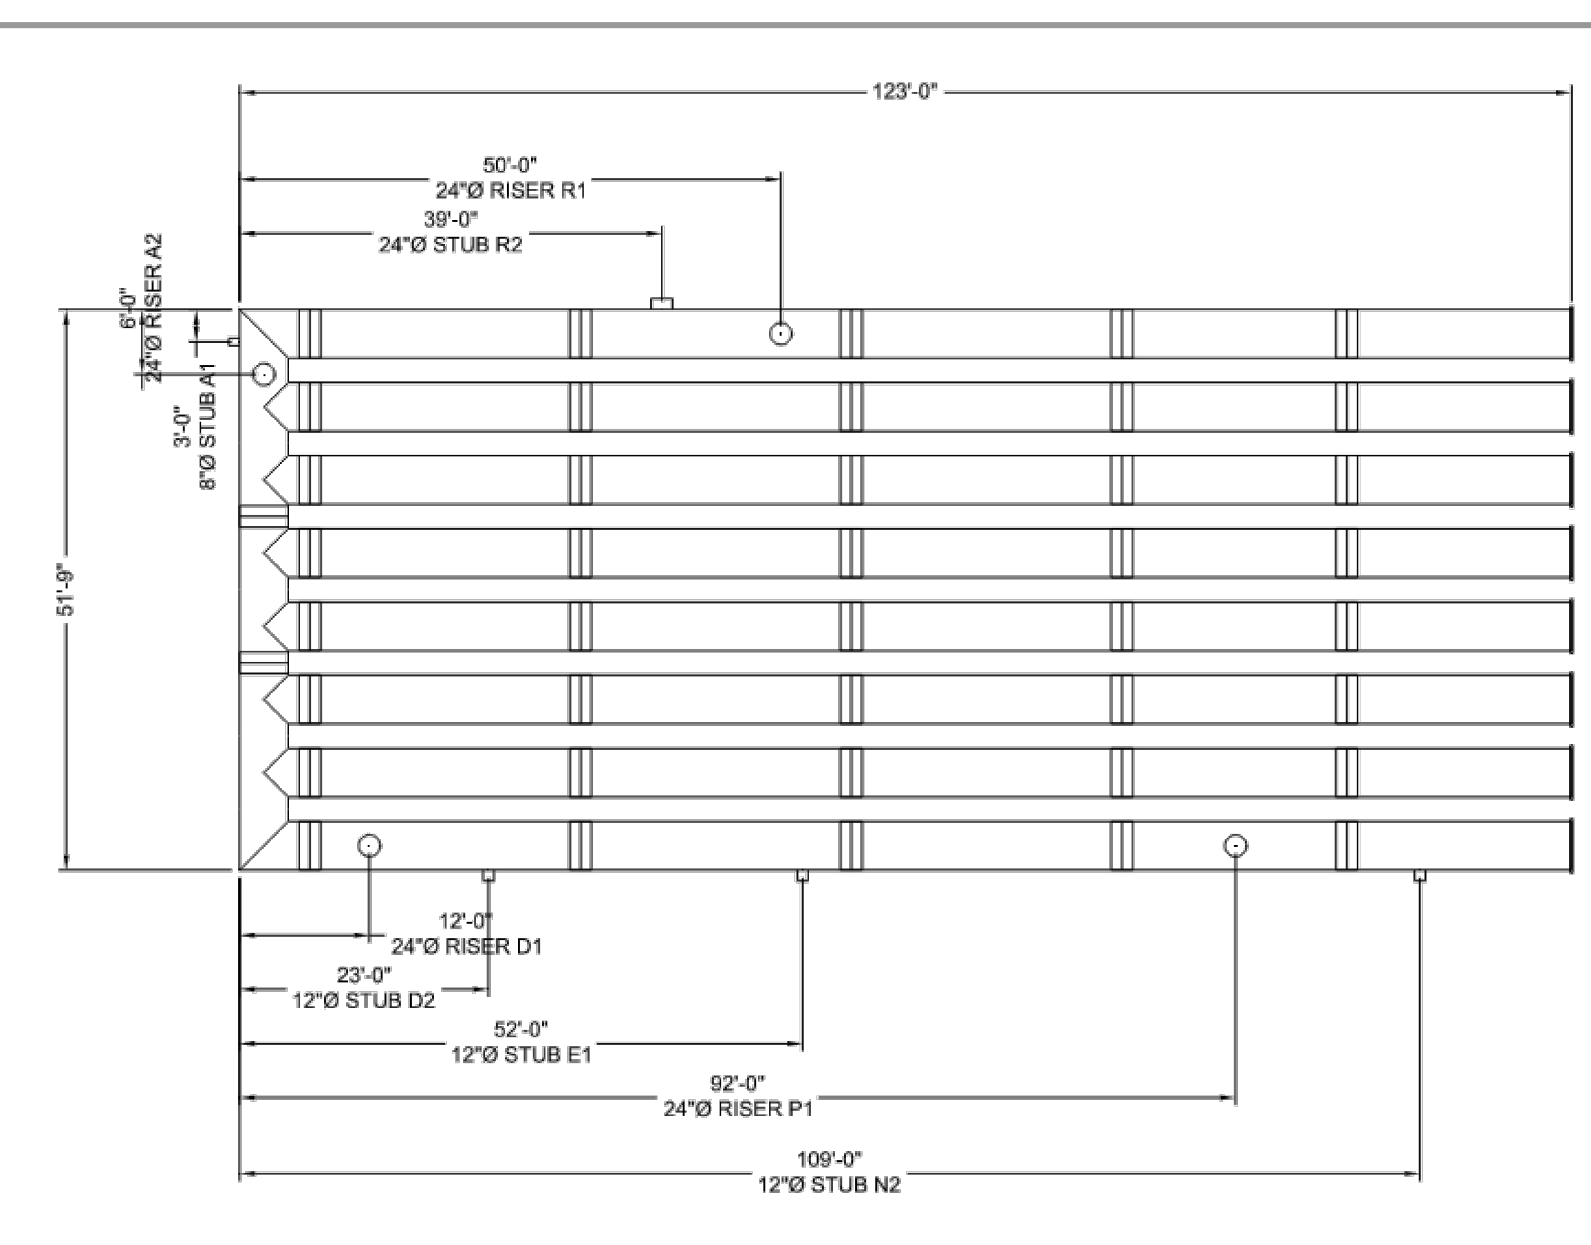 123'-0"
50'-0"
24"Ø RISER R1
39'-0"
24"Ø STUB R2
6'-0"
24"Ø RISER A2
3'-0"
8"Ø STUB A1
51'-9"
12'-0"
24"Ø RISER D1
23'-0"
12"Ø STUB D2
52'-0"
12"Ø STUB E1
92'-0"
24"Ø RISER P1
109'-0"
12"Ø STUB N2